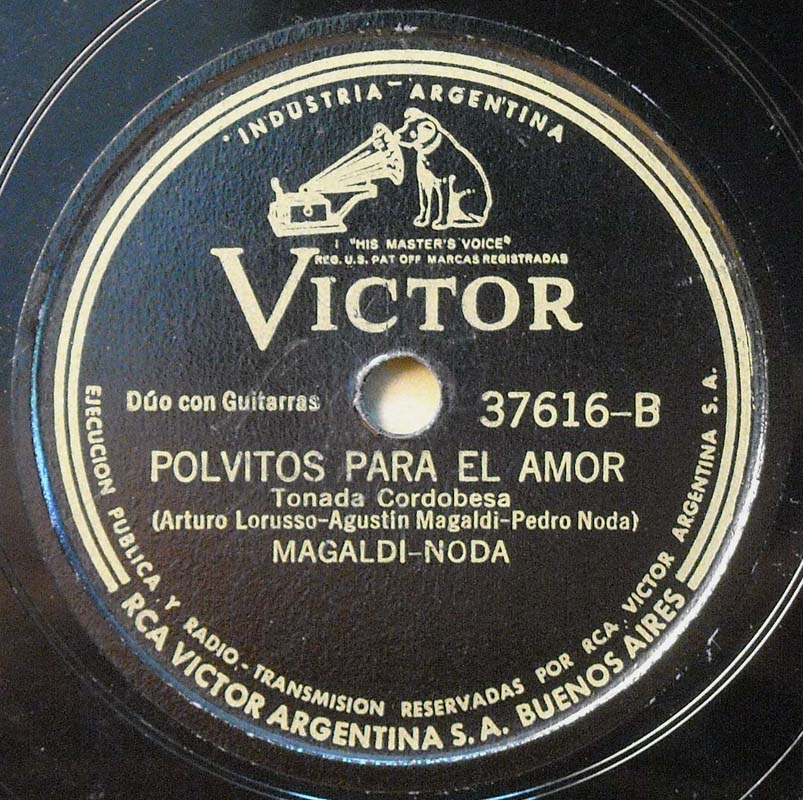 INDUSTRIA-ARGENTINA
"HIS MASTER'S VOICE"
REG. U.S. PAT OFF MARCAS REGISTRADAS
VICTOR
Dúo con Guitarras
37616-B
POLVITOS PARA EL AMOR
Tonada Cordobesa
(Arturo Lorusso-Agustín Magaldi-Pedro Noda)
MAGALDI-NODA
EJECUCION PUBLICA Y RADIO-TRANSMISION RESERVADAS POR RCA VICTOR ARGENTINA S.A.
RCA VICTOR ARGENTINA S.A. BUENOS AIRES